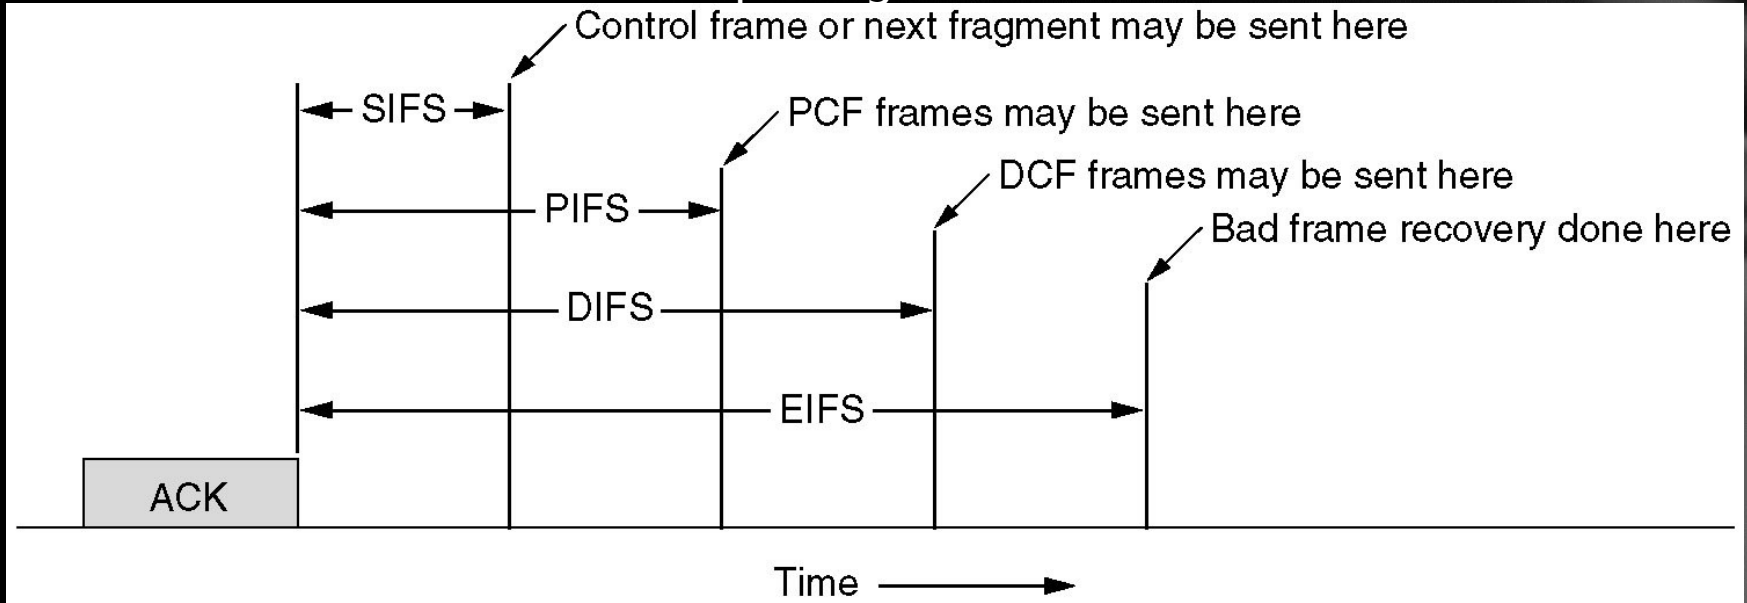 Control frame or next fragment may be sent here
SIFS
PCF frames may be sent here
DCF frames may be sent here
PIFS
Bad frame recovery done here
DIFS
EIFS
ACK
Time